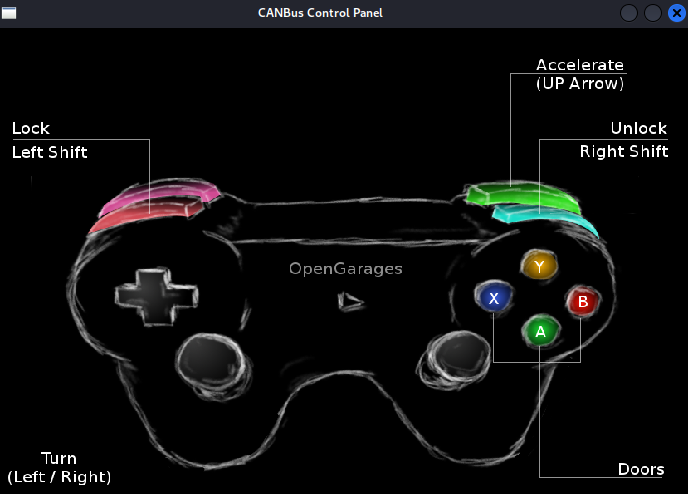 CANBus Control Panel
Accelerate
(UP Arrow)
Lock
Left Shift
Unlock
Right Shift
OpenGarages
Y
X
B
A
Turn
(Left / Right)
Doors